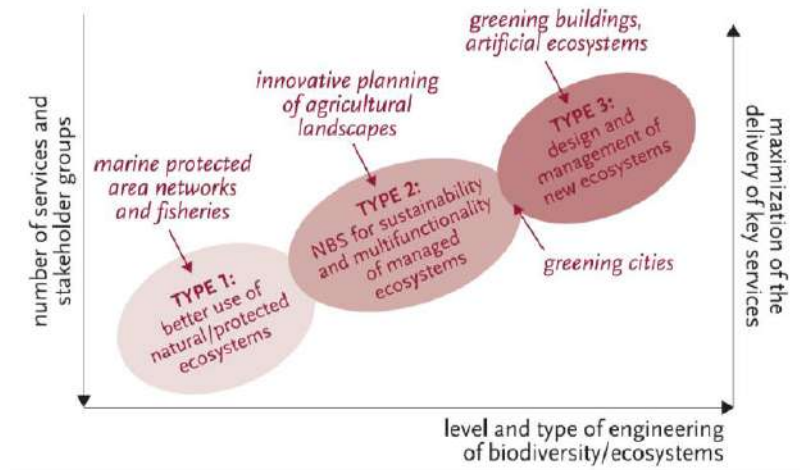 greening buildings,
artificial ecosystems
innovative planning
of agricultural
landscapes
marine protected
area networks
and fisheries
TYPE 3:
design and
management of
new ecosystems
TYPE 2:
NBS for sustainability
and multifunctionality
of managed
ecosystems
TYPE 1:
better use of
natural/protected
ecosystems
greening cities
number of services and
stakeholder groups
maximization of the
delivery of key services
level and type of engineering
of biodiversity/ecosystems